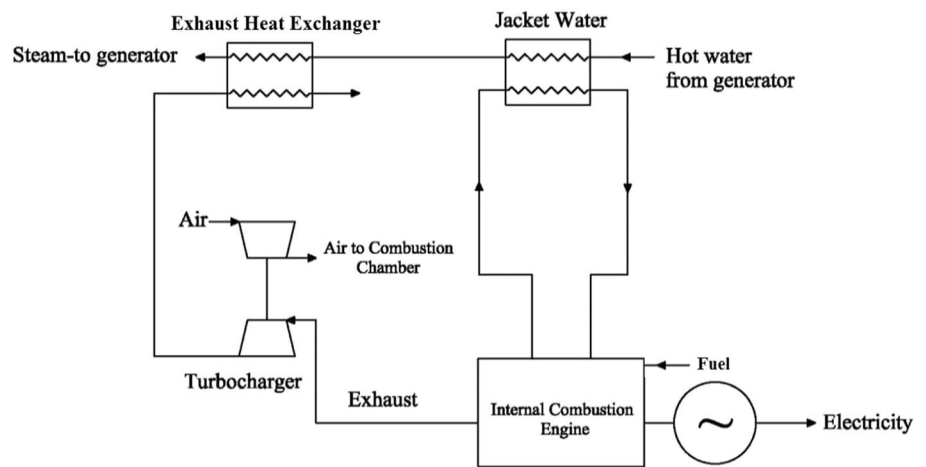 Exhaust Heat Exchanger
Jacket Water
Steam-to generator
Hot water
from generator
Air
Air to Combustion
Chamber
Turbocharger
Exhaust
Fuel
Internal Combustion
Engine
~
Electricity